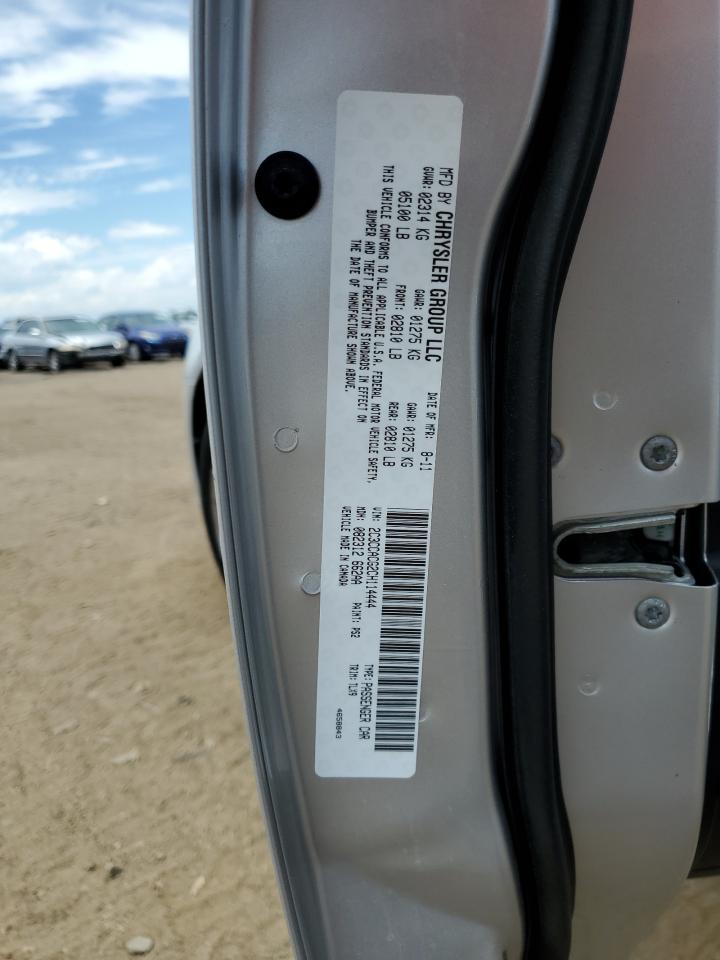 MFD BY CHRYSLER GROUP LLC DATE OF MFR: 8-11
GVWR: 02314 KG GAWR: 01275 KG GAWR: 01275 KG
05100 LB FRONT: 02810 LB REAR: 02810 LB
THIS VEHICLE CONFORMS TO ALL APPLICABLE U.S.A. FEDERAL MOTOR VEHICLE SAFETY,
BUMPER AND THEFT PREVENTION STANDARDS IN EFFECT ON
THE DATE OF MANUFACTURE SHOWN ABOVE.
VIN: 2C3CCACG2CH114444 TYPE: PASSENGER CAR
MDH: 082312 662AA PAINT: PS2 TRIM: TLX9
VEHICLE MADE IN CANADA
4658843